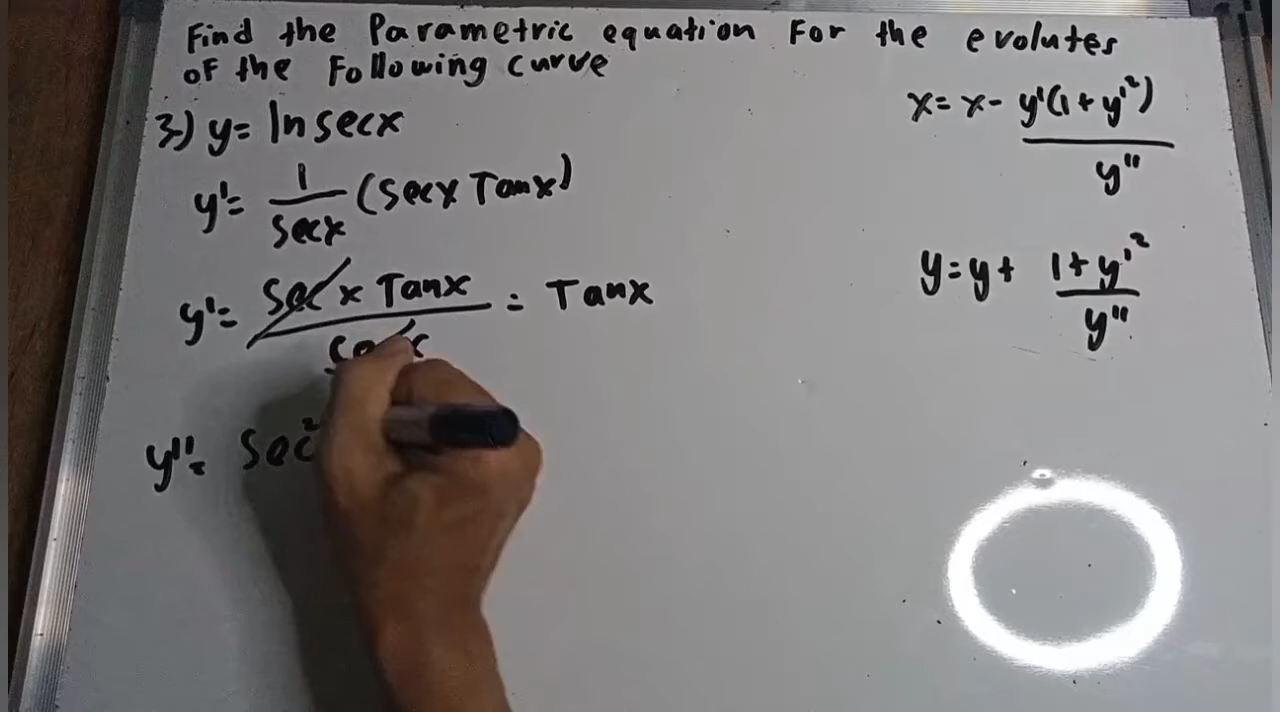 Find the Parametric equation For the evolutes
of the Following curve
3.) y= ln secx
x= x- y'(1+y'²)/y''
y'= 1/secx (secx Tanx)
y=y+ 1+y'²/y''
y'= secx Tanx/secx = Tanx
y''= Sec²